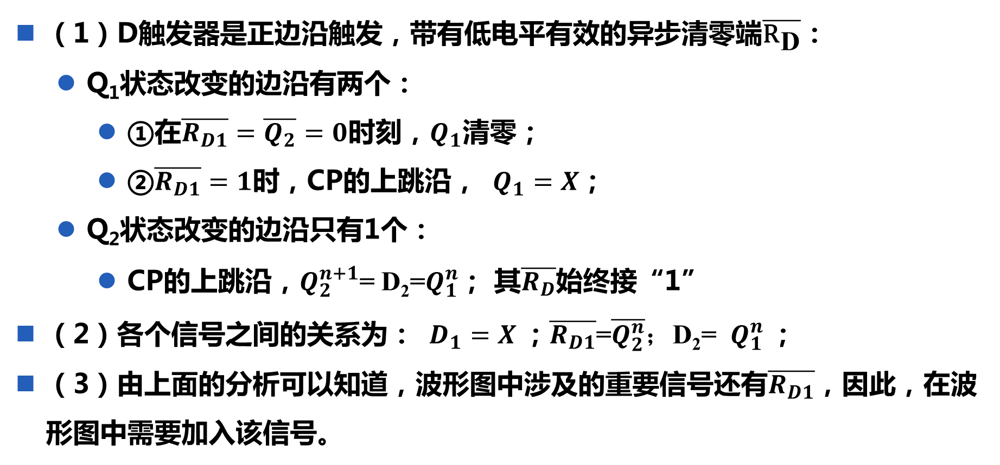 （1）D触发器是正边沿触发，带有低电平有效的异步清零端$\overline{R_D}$：
Q₁状态改变的边沿有两个：
①在$\overline{R_{D1}} = \overline{Q_2} = 0$时刻，$Q_1$清零；
②$\overline{R_{D1}} = 1$时，CP的上跳沿， $Q_1 = X$；
Q₂状态改变的边沿只有1个：
CP的上跳沿，$Q_2^{n+1}$= D₂=$Q_1^n$； 其$\overline{R_D}$始终接“1”
（2）各个信号之间的关系为： $D_1 = X$ ；$\overline{R_{D1}}$=$\overline{Q_2^n}$；D₂= $Q_1^n$ ；
（3）由上面的分析可以知道，波形图中涉及的重要信号还有$\overline{R_{D1}}$，因此，在波
形图中需要加入该信号。